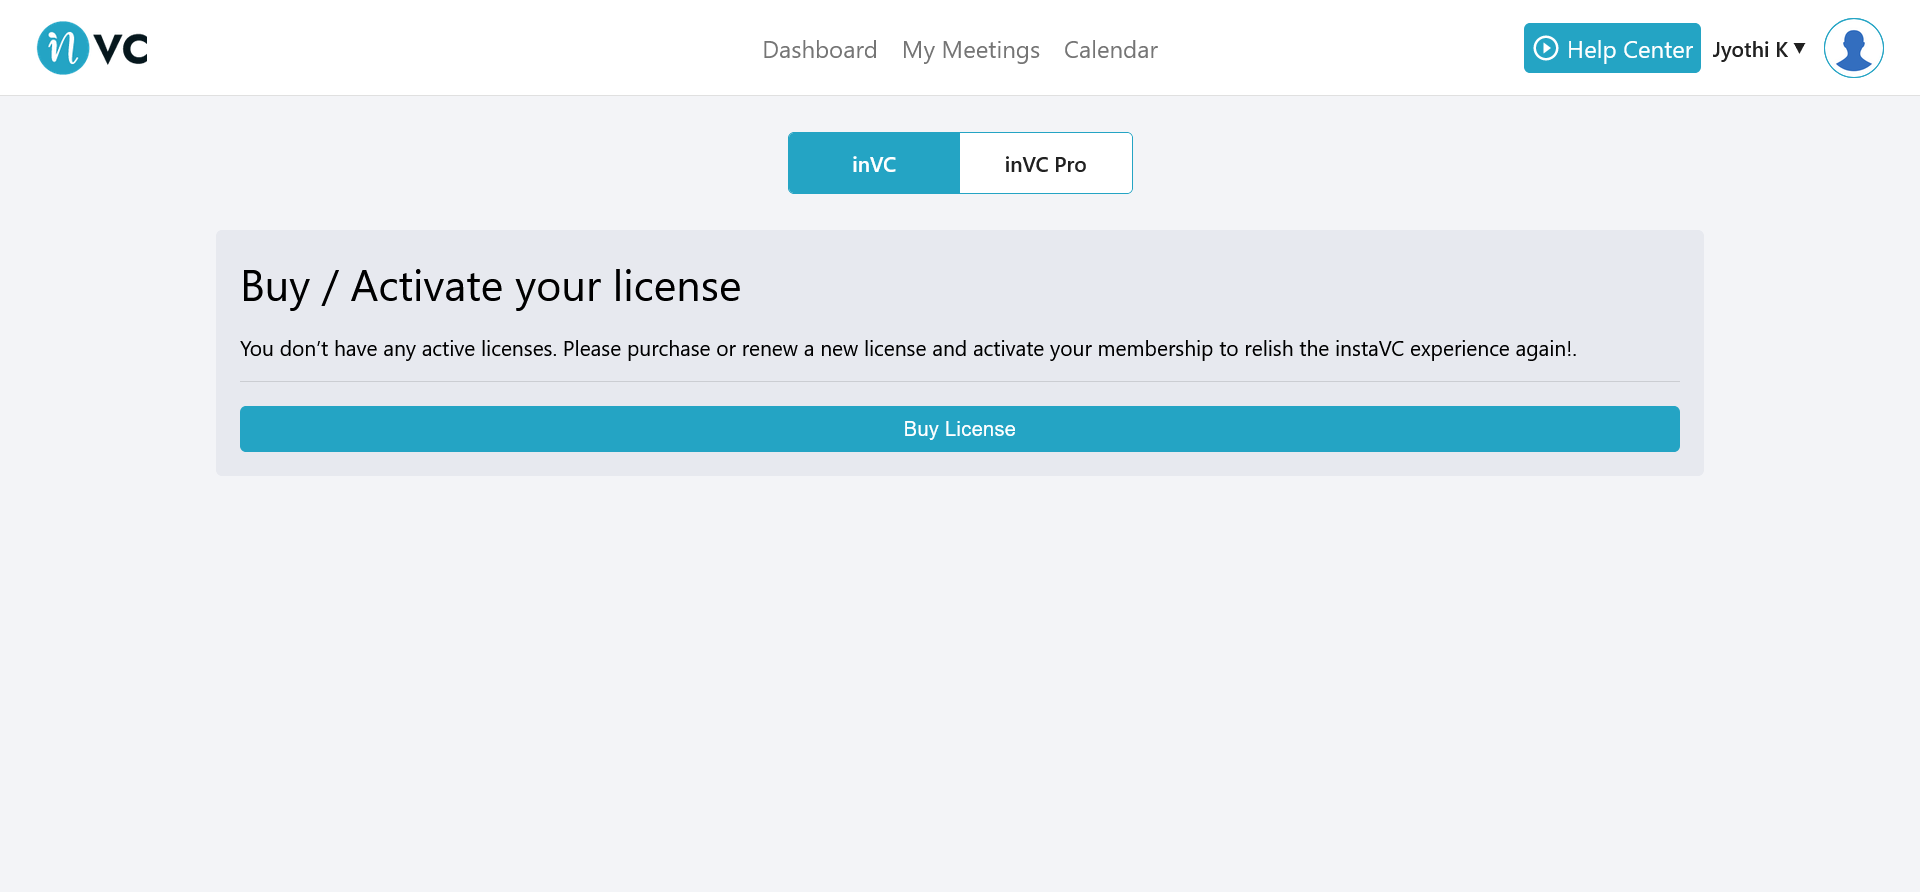 in VC
Dashboard My Meetings Calendar
Help Center Jyothi K
inVC inVC Pro
Buy / Activate your license
You don’t have any active licenses. Please purchase or renew a new license and activate your membership to relish the instaVC experience again!.
Buy License